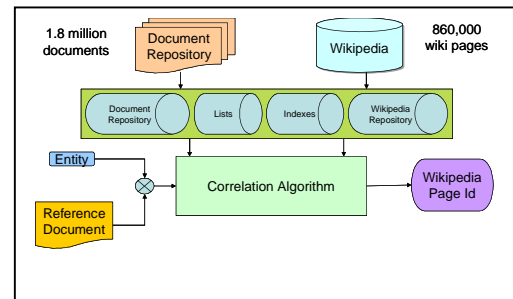 1.8 million
documents
Document
Repository
Wikipedia
860,000
wiki pages
Document
Repository
Lists
Indexes
Wikipedia
Repository
Entity
Correlation Algorithm
Wikipedia
Page Id
Reference
Document